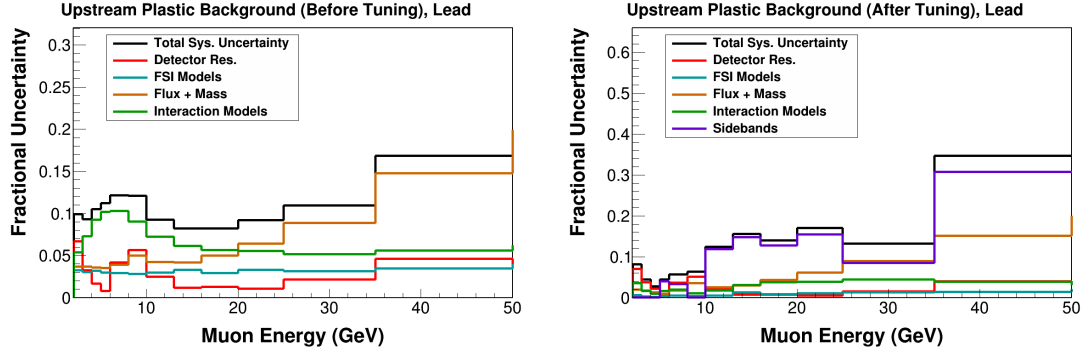 Upstream Plastic Background (Before Tuning), Lead
Fractional Uncertainty
0.3
0.25
0.2
0.15
0.1
0.05
0
Total Sys. Uncertainty
Detector Res.
FSI Models
Flux + Mass
Interaction Models
10 20 30 40 50
Muon Energy (GeV)
Upstream Plastic Background (After Tuning), Lead
Fractional Uncertainty
0.6
0.5
0.4
0.3
0.2
0.1
0
Total Sys. Uncertainty
Detector Res.
FSI Models
Flux + Mass
Interaction Models
Sidebands
10 20 30 40 50
Muon Energy (GeV)